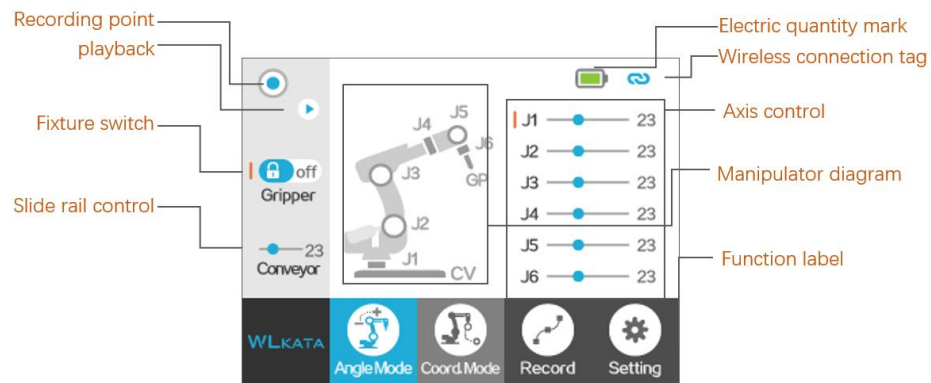 Recording point
playback
Fixture switch
Slide rail control
Electric quantity mark
Wireless connection tag
Axis control
Manipulator diagram
Function label
off
Gripper
23
Conveyor
J5
J4
J6
J3
GP
J2
J1
CV
J1 23
J2 23
J3 23
J4 23
J5 23
J6 23
WLKATA
Angle Mode
Coord. Mode
Record
Setting